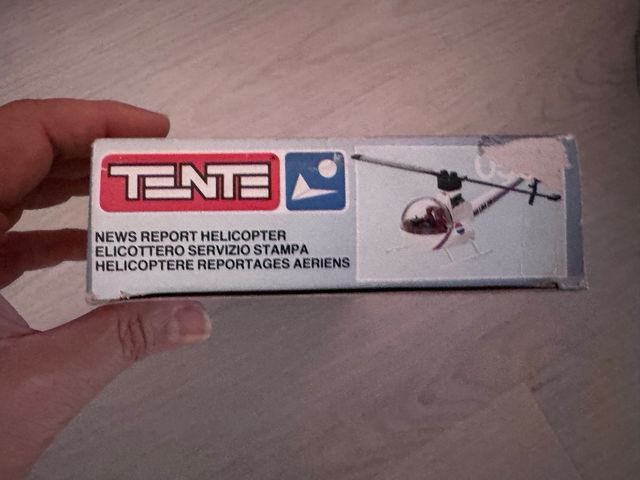 TENTE
NEWS REPORT HELICOPTER
ELICOTTERO SERVIZIO STAMPA
HELICOPTERE REPORTAGES AERIENS